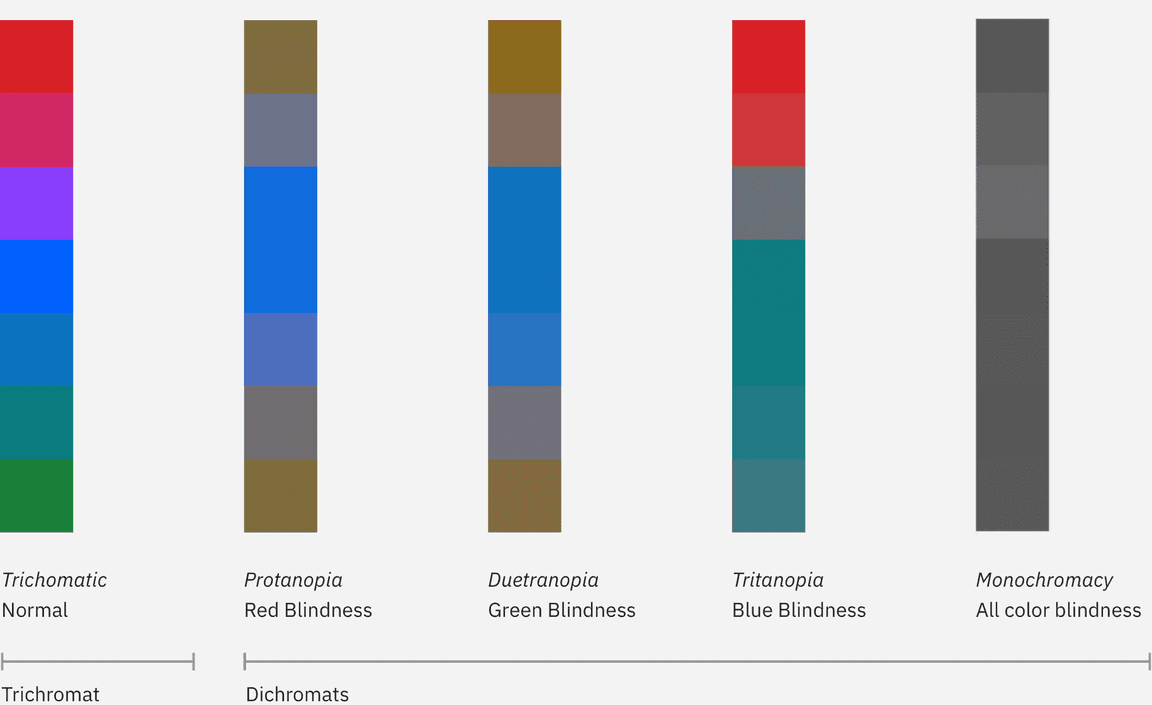 Trichomatic
Normal
Protanopia
Red Blindness
Duetranopia
Green Blindness
Tritanopia
Blue Blindness
Monochromacy
All color blindness
Trichromat
Dichromats